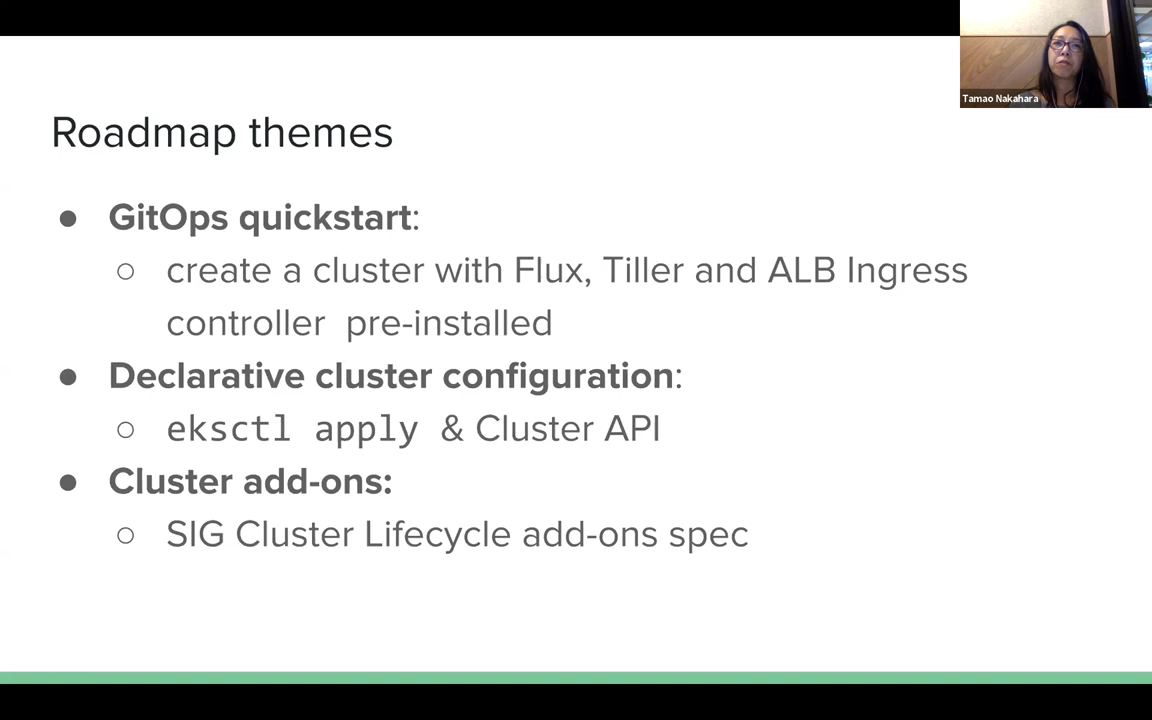 Tamao Nakahara
Roadmap themes
● GitOps quickstart:
○ create a cluster with Flux, Tiller and ALB Ingress
controller pre-installed
● Declarative cluster configuration:
○ eksctl apply & Cluster API
● Cluster add-ons:
○ SIG Cluster Lifecycle add-ons spec